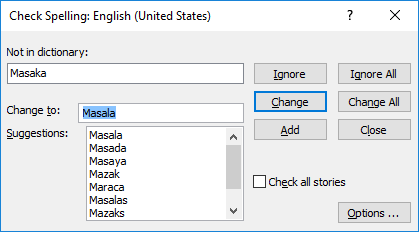 Check Spelling: English (United States)
Not in dictionary:
Masaka
Ignore
Ignore All
Change to:
Masala
Change
Change All
Suggestions:
Masala
Masada
Masaya
Mazak
Maraca
Masalas
Mazaks
Add
Close
Check all stories
Options ...